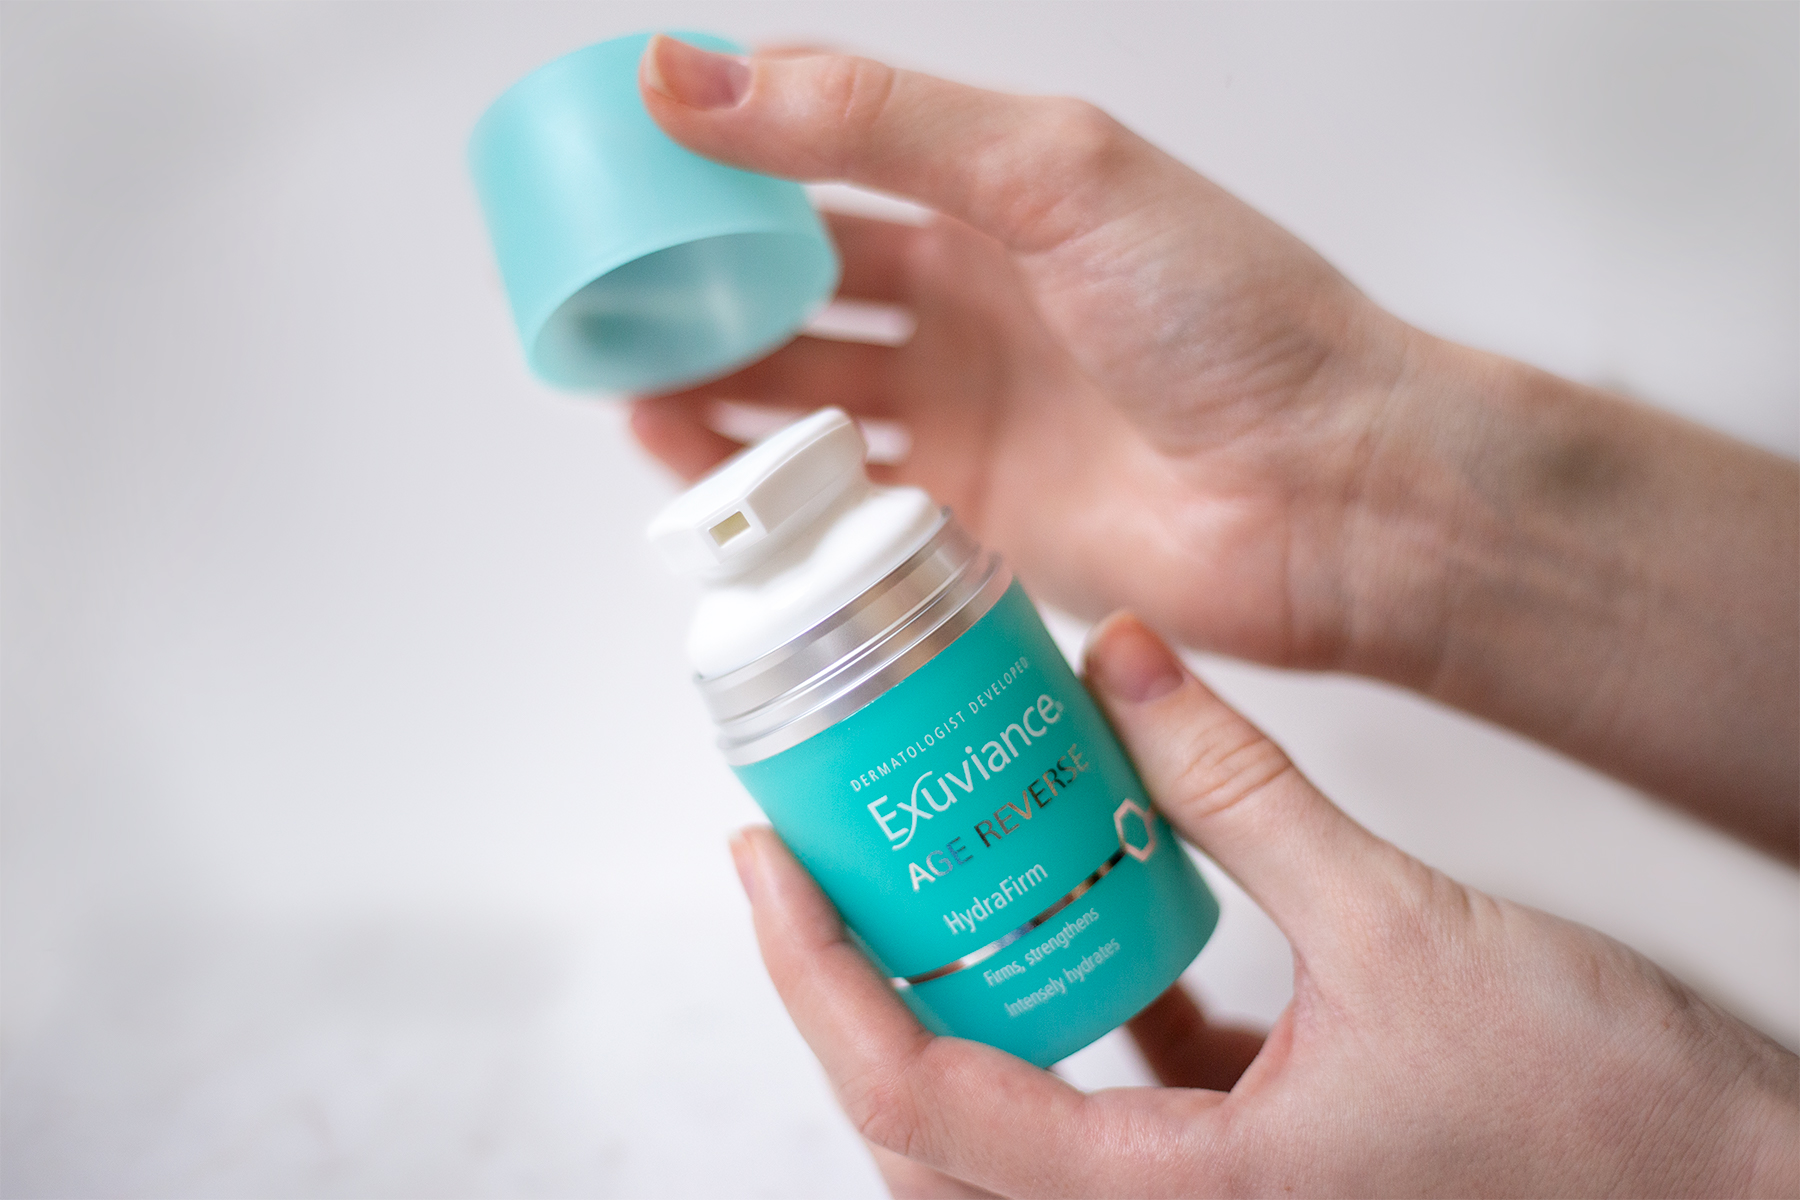 DERMATOLOGIST DEVELOPED
Exuviance®
AGE REVERSE
HydraFirm
Firms, strengthens
Intensely hydrates